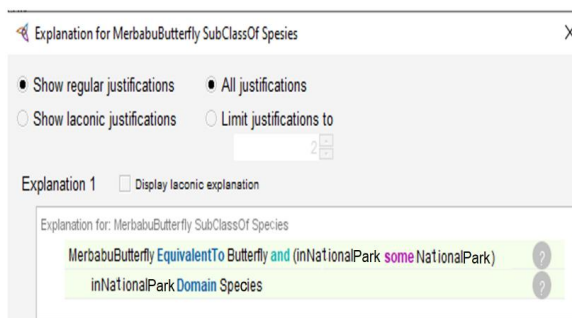 Explanation for MerbabuButterfly SubClassOf Spesies
Show regular justifications All justifications
Show laconic justifications Limit justifications to
2
Explanation 1 Display laconic explanation
Explanation for: MerbabuButterfly SubClassOf Species
MerbabuButterfly EquivalentTo Butterfly and (inNationalPark some NationalPark)
inNationalPark Domain Species